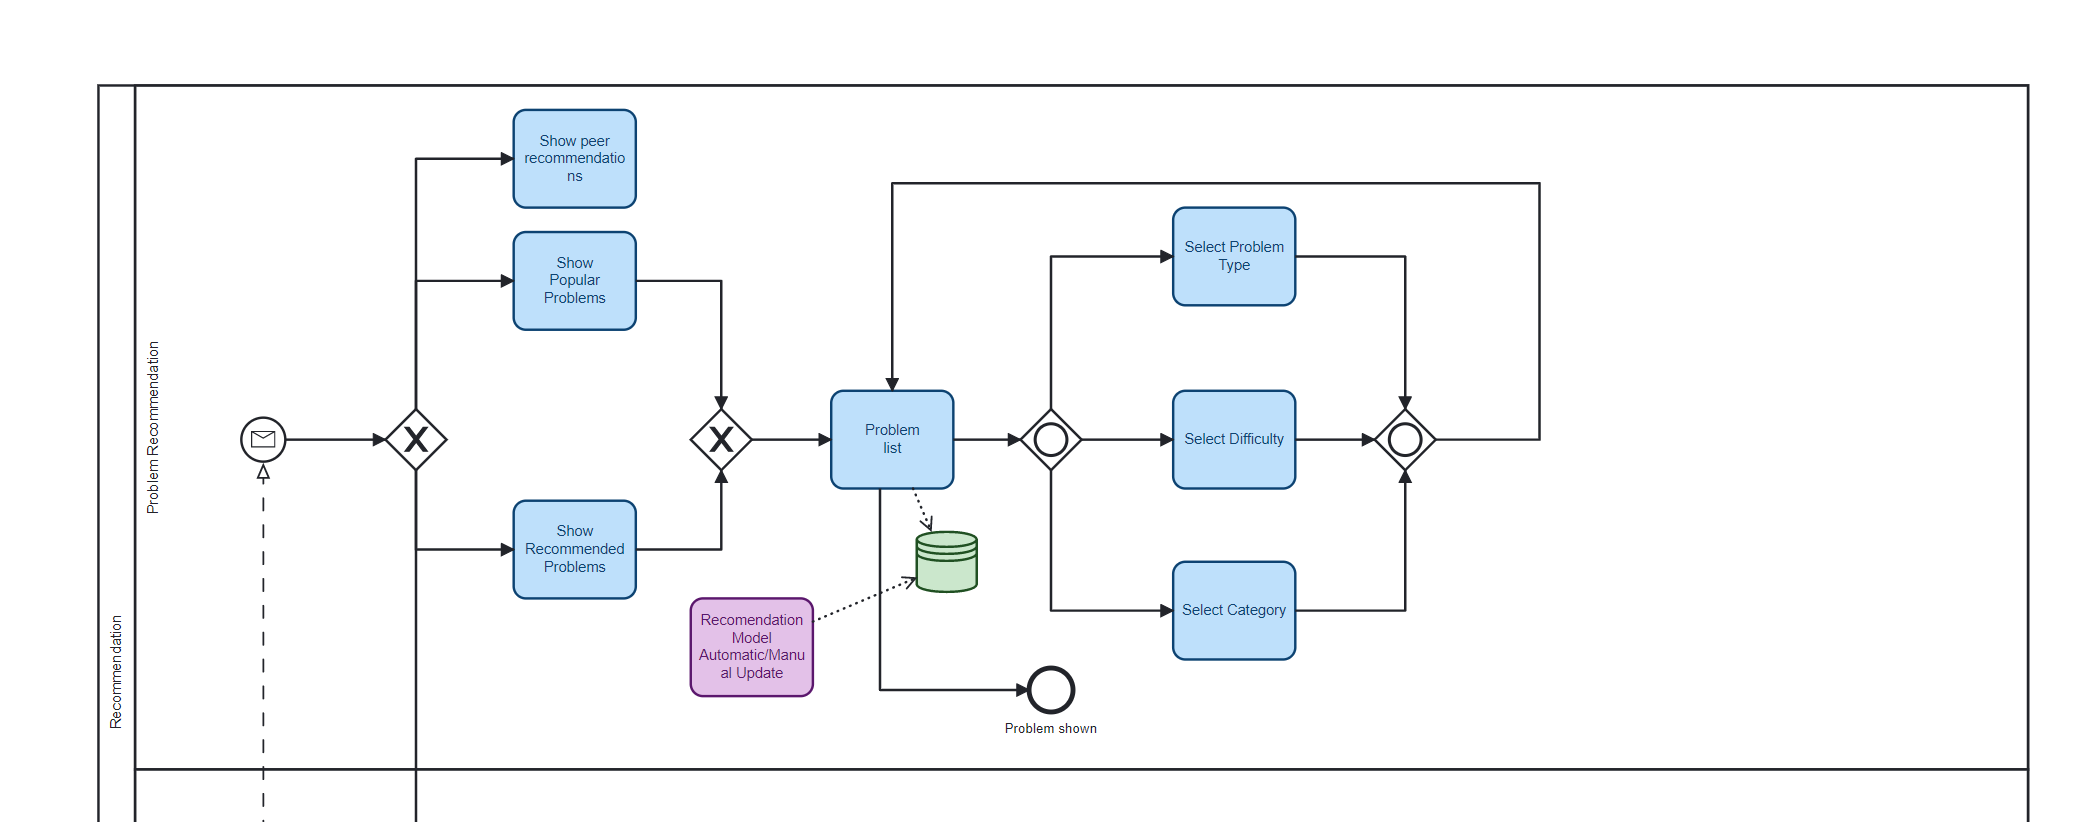 Recommendation
Problem Recommendation
Show peer
recommendatio
ns
Show
Popular
Problems
Show
Recommended
Problems
Problem
list
Recomendation
Model
Automatic/Manu
al Update
Problem shown
Select Problem
Type
Select Difficulty
Select Category